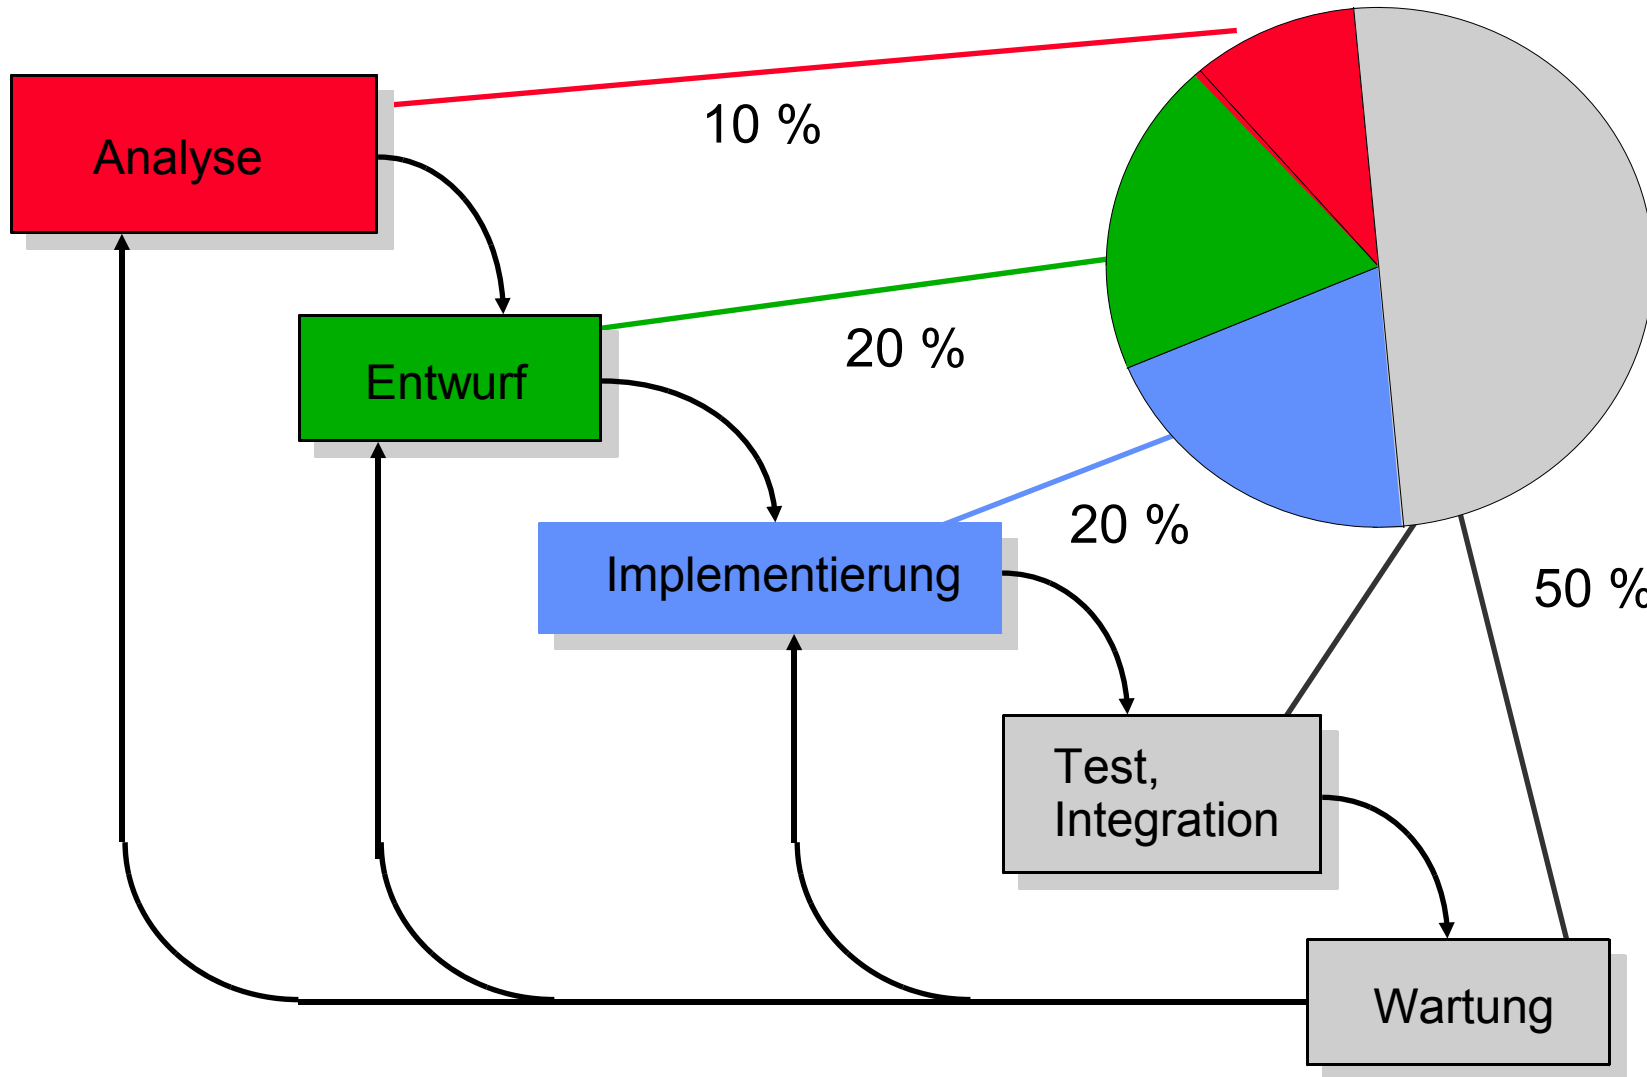 Analyse
10 %
Entwurf
20 %
Implementierung
20 %
50 %
Test,
Integration
Wartung